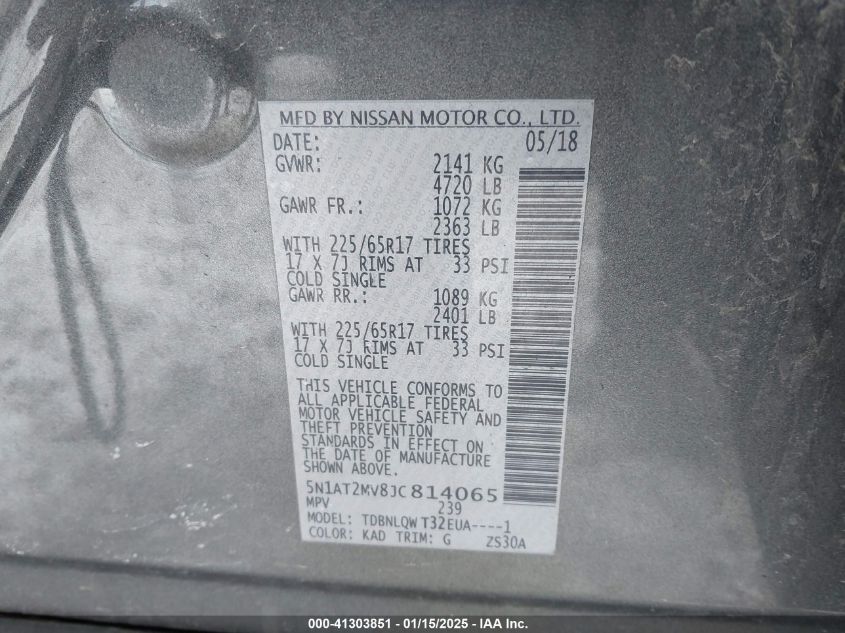 MFD BY NISSAN MOTOR CO., LTD.
DATE: 05/18
GVWR: 2141 KG
4720 LB
GAWR FR.: 1072 KG
2363 LB
WITH 225/65R17 TIRES
17 X 7J RIMS AT 33 PSI
COLD SINGLE
GAWR RR.: 1089 KG
2401 LB
WITH 225/65R17 TIRES
17 X 7J RIMS AT 33 PSI
COLD SINGLE
THIS VEHICLE CONFORMS TO
ALL APPLICABLE FEDERAL
MOTOR VEHICLE SAFETY AND
THEFT PREVENTION
STANDARDS IN EFFECT ON
THE DATE OF MANUFACTURE
SHOWN ABOVE.
5N1AT2MV8JC814065
MPV 239
MODEL: TDBNLQW T32EUA----1
COLOR: KAD TRIM: G ZS30A
000-41303851 - 01/15/2025 - IAA Inc.